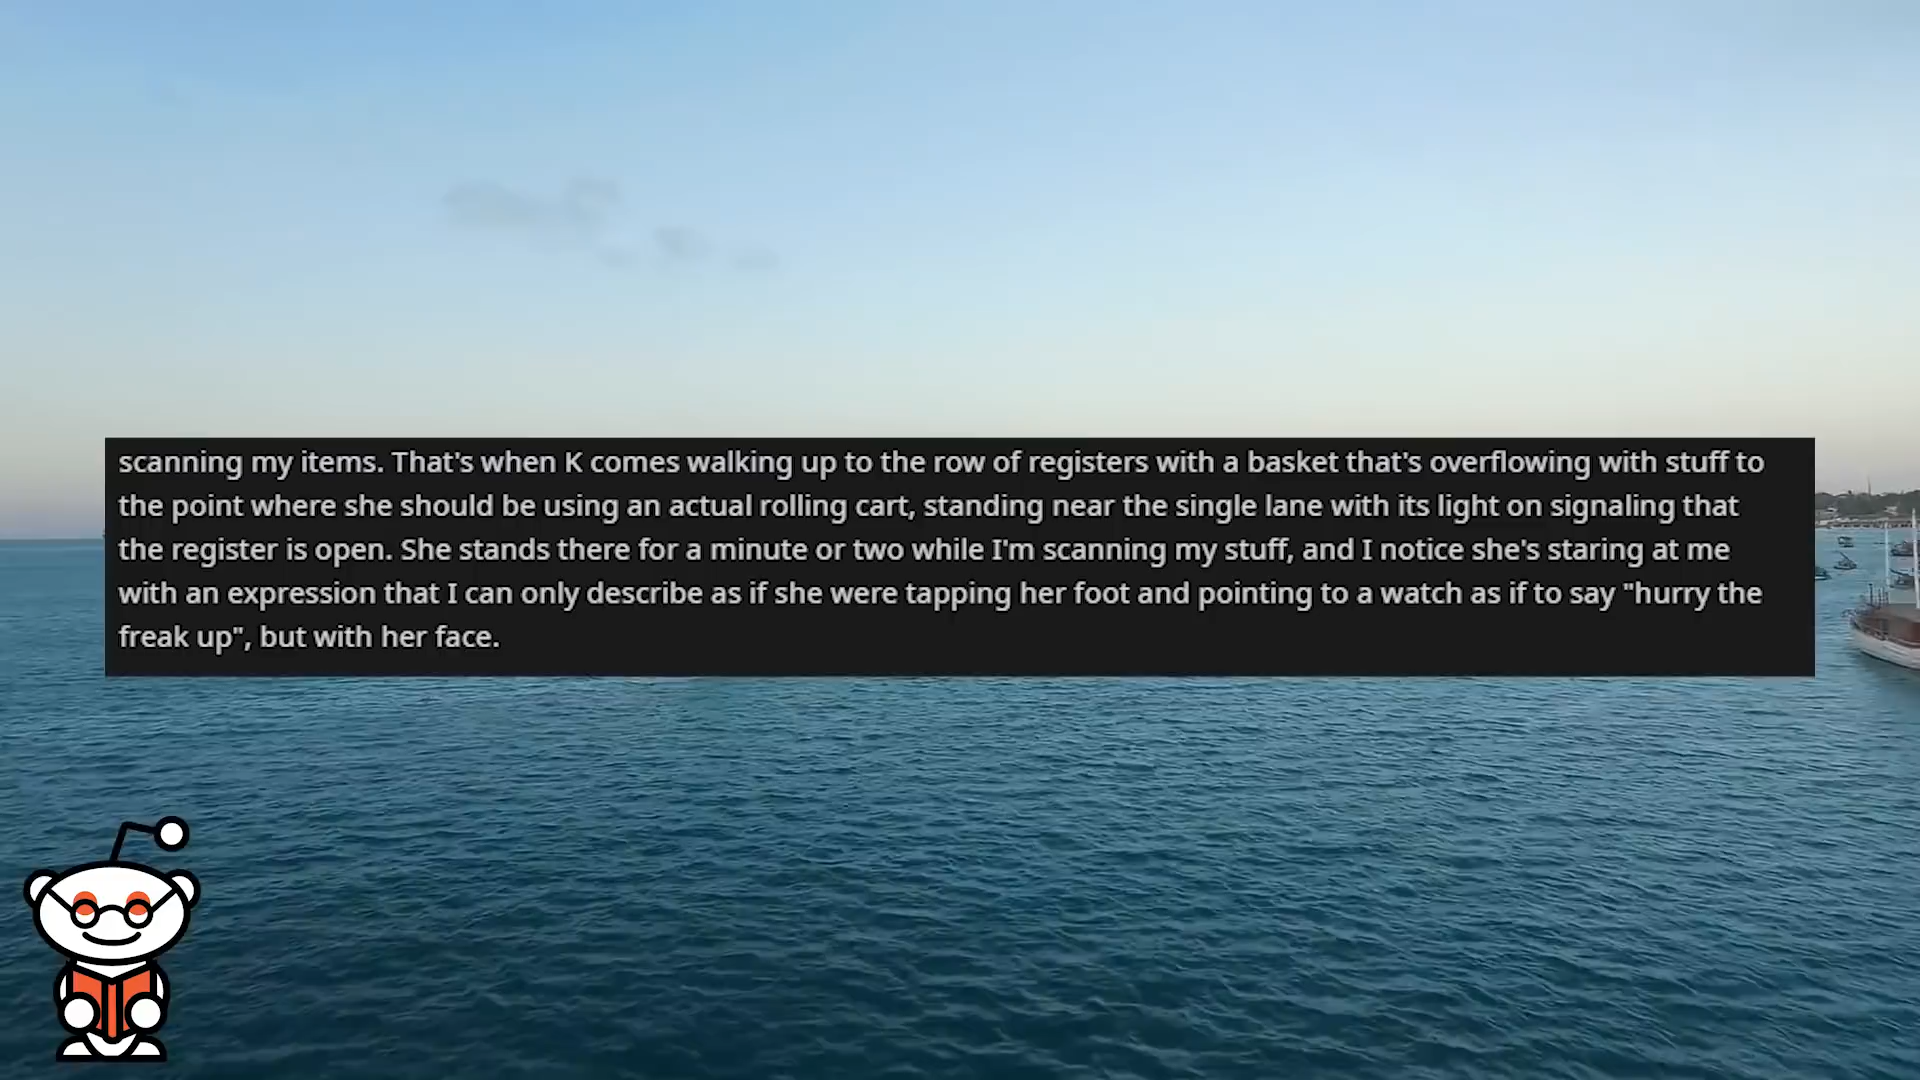 scanning my items. That's when K comes walking up to the row of registers with a basket that's overflowing with stuff to
the point where she should be using an actual rolling cart, standing near the single lane with its light on signaling that
the register is open. She stands there for a minute or two while I'm scanning my stuff, and I notice she's staring at me
with an expression that I can only describe as if she were tapping her foot and pointing to a watch as if to say "hurry the
freak up", but with her face.